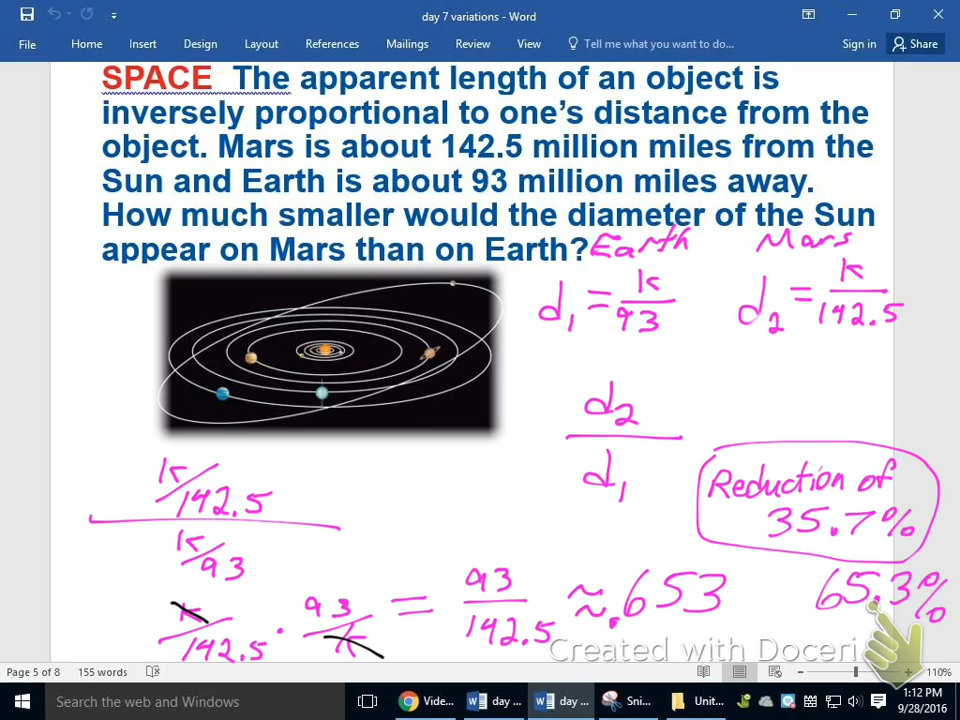 day 7 variations - Word
File Home Insert Design Layout References Mailings Review View Tell me what you want to do... Sign in Share
SPACE The apparent length of an object is
inversely proportional to one's distance from the
object. Mars is about 142.5 million miles from the
Sun and Earth is about 93 million miles away.
How much smaller would the diameter of the Sun
appear on Mars than on Earth?
Earth Mars
d₁ = k/93 d₂ = k/142.5
d₂/d₁
k/142.5
k/93
Reduction of
35.7%
k/142.5 · 93/k = 93/142.5 ≈ .653 65.3%
Created with Doceri
Page 5 of 8 155 words 110%
Search the web and Windows Vide... day ... day ... Sni... Unit... 1:12 PM
9/28/2016